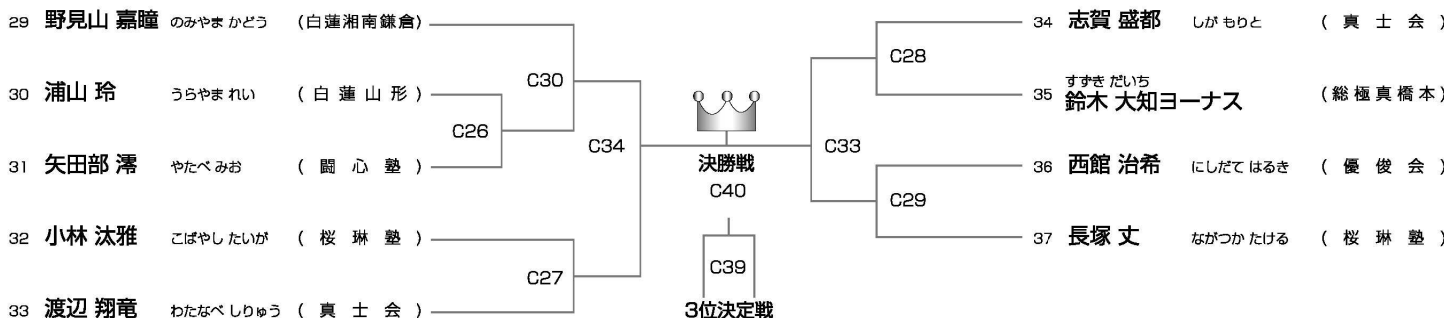 29 野見山 嘉瞳 のみやま かどう (白蓮湘南鎌倉)
30 浦山 玲 うらやま れい (白蓮山形)
31 矢田部 澪 やたべ みお (闘心塾)
32 小林 汰雅 こばやし たいが (桜琳塾)
33 渡辺 翔竜 わたなべ しりゅう (真士会)
C30
C26
C34
C27
決勝戦
C40
C39
3位決定戦
C33
C28
C29
34 志賀 盛都 しが もりと (真士会)
すずき だいち
35 鈴木 大知ヨーナス (総極真橋本)
36 西館 治希 にしだて はるき (優俊会)
37 長塚 丈 ながつか たける (桜琳塾)